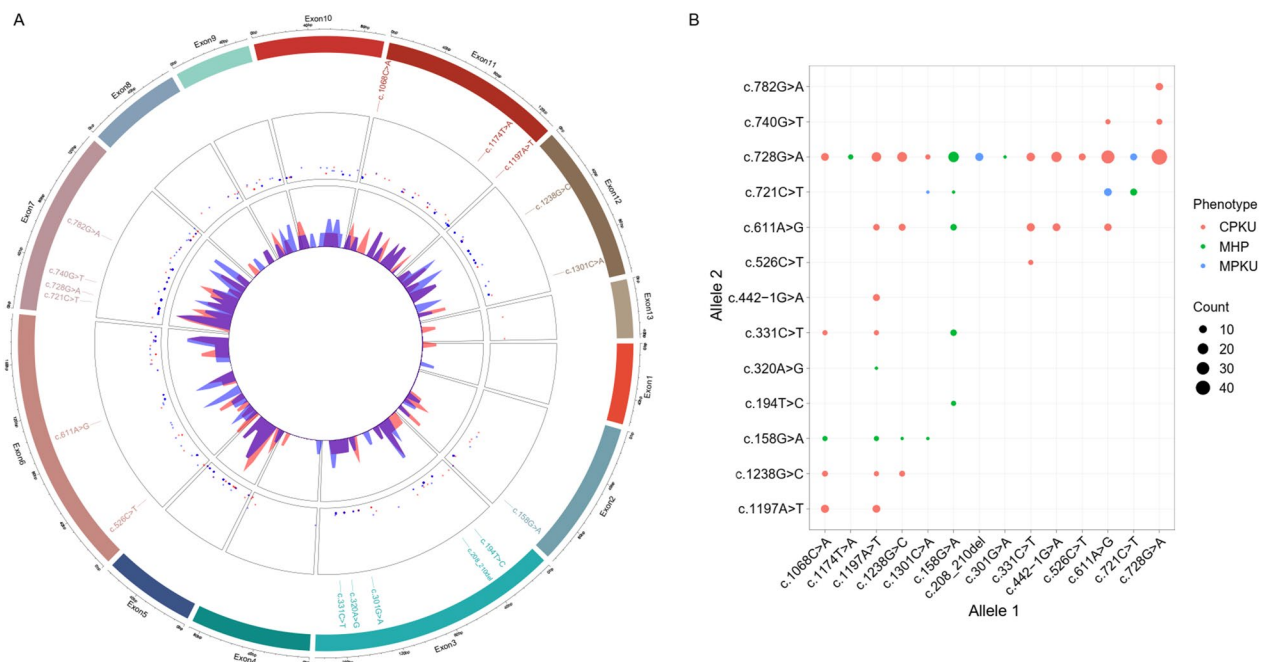 A
Exon10
Exon9
Exon11
Exon8
Exon12
Exon7
Exon13
Exon1
Exon6
Exon2
Exon5
Exon4
Exon3
c.1068C>A
c.1174T>A
c.1197A>T
c.1238G>C
c.1301C>A
c.782G>A
c.740G>T
c.728G>A
c.721C>T
c.611A>G
c.526C>T
c.158G>A
c.194T>C
c.208_210del
c.301G>A
c.320A>G
c.331C>T
B
c.782G>A
c.740G>T
c.728G>A
c.721C>T
c.611A>G
c.526C>T
c.442−1G>A
c.331C>T
c.320A>G
c.194T>C
c.158G>A
c.1238G>C
c.1197A>T
Allele 2
c.1068C>A
c.1174T>A
c.1197A>T
c.1238G>C
c.1301C>A
c.158G>A
c.208_210del
c.301G>A
c.331C>T
c.442−1G>A
c.526C>T
c.611A>G
c.721C>T
c.728G>A
Allele 1
Phenotype
CPKU
MHP
MPKU
Count
10
20
30
40